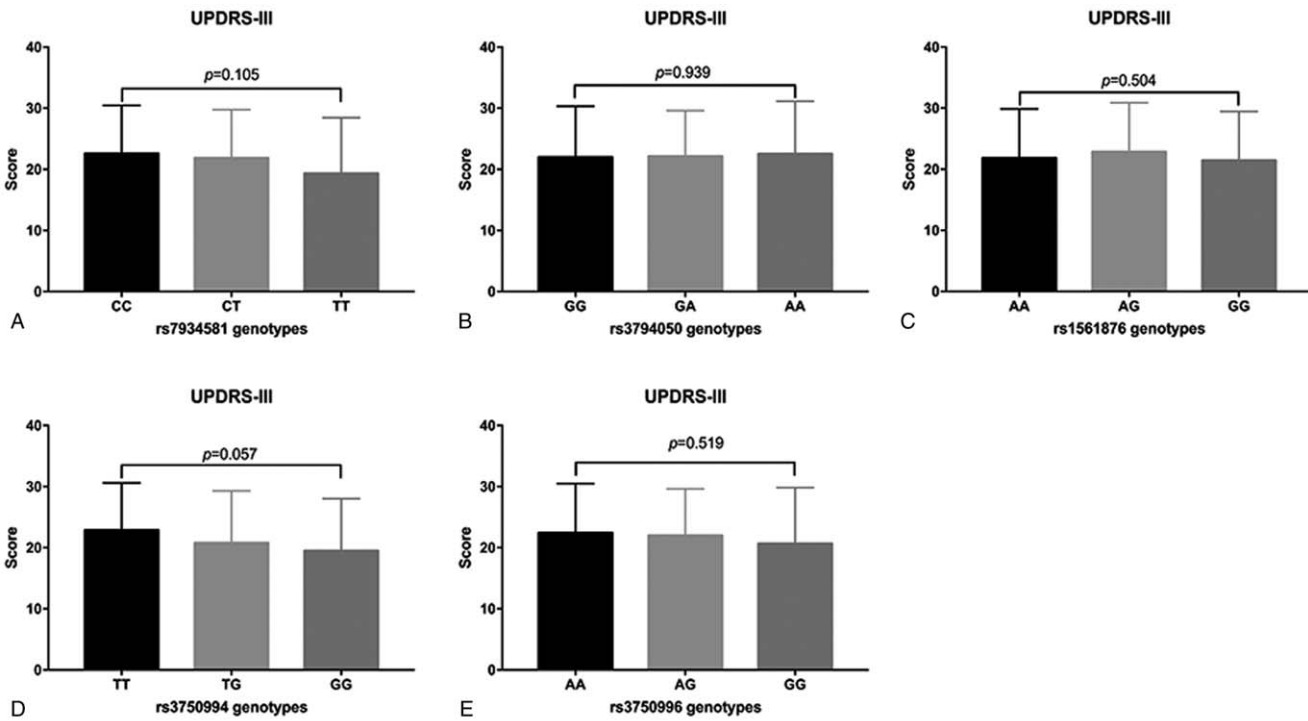 UPDRS-III
40
30
20
10
0
Score
p=0.105
CC CT TT
rs7934581 genotypes
A
UPDRS-III
40
30
20
10
0
Score
p=0.939
GG GA AA
rs3794050 genotypes
B
UPDRS-III
40
30
20
10
0
Score
p=0.504
AA AG GG
rs1561876 genotypes
C
UPDRS-III
40
30
20
10
0
Score
p=0.057
TT TG GG
rs3750994 genotypes
D
UPDRS-III
40
30
20
10
0
Score
p=0.519
AA AG GG
rs3750996 genotypes
E